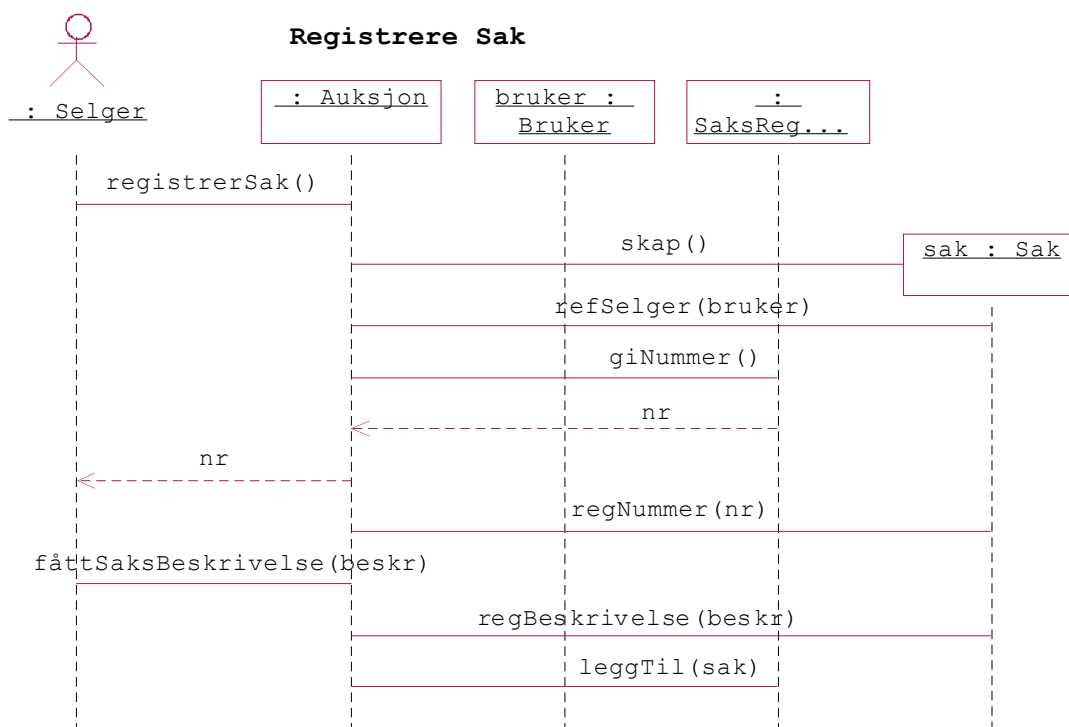 Registrere Sak
: Selger
: Auksjon
bruker :
Bruker
:
SaksReg...
registrerSak()
skap()
sak : Sak
refSelger(bruker)
giNummer()
nr
nr
regNummer(nr)
fåttSaksBeskrivelse(beskr)
regBeskrivelse(beskr)
leggTil(sak)